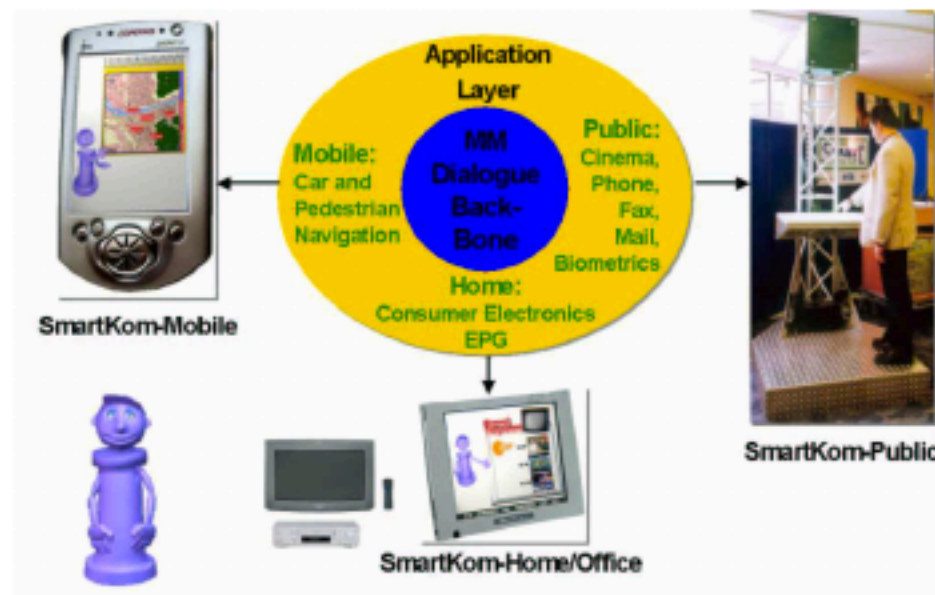 Application
Layer
MM
Dialogue
Back-
Bone
Mobile:
Car and
Pedestrian
Navigation
Public:
Cinema,
Phone,
Fax,
Mail,
Biometrics
Home:
Consumer Electronics
EPG
SmartKom-Mobile
SmartKom-Public
SmartKom-Home/Office